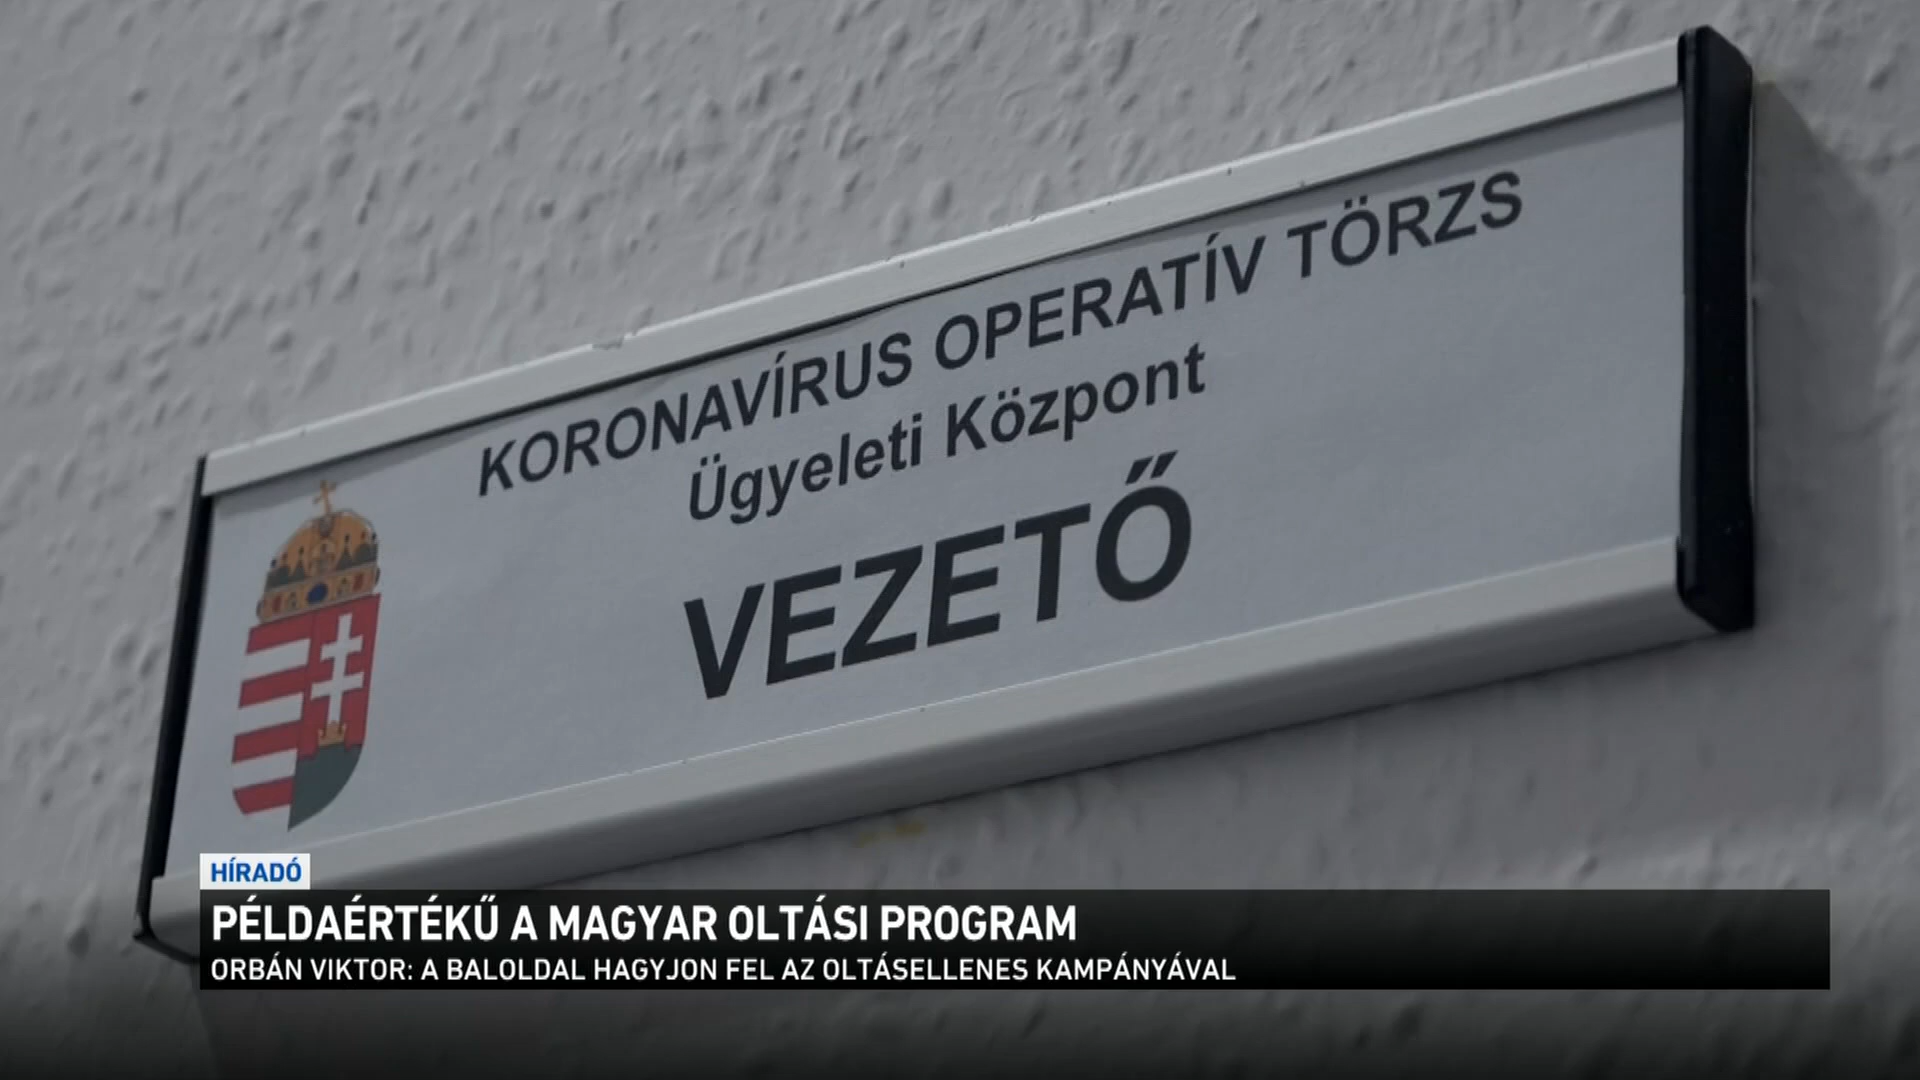 KORONAVÍRUS OPERATÍV TÖRZS
Ügyeleti Központ
VEZETŐ
HÍRADÓ
PÉLDAÉRTÉKŰ A MAGYAR OLTÁSI PROGRAM
ORBÁN VIKTOR: A BALOLDAL HAGYJON FEL AZ OLTÁSELLENES KAMPÁNYÁVAL